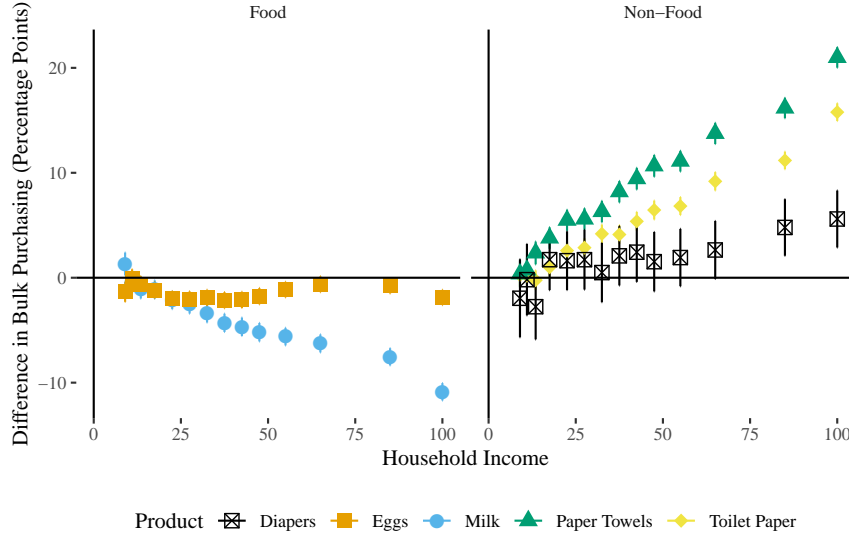 Food
Non−Food
Difference in Bulk Purchasing (Percentage Points)
20
10
0
−10
0
25
50
75
100
0
25
50
75
100
Household Income
Product
Diapers
Eggs
Milk
Paper Towels
Toilet Paper